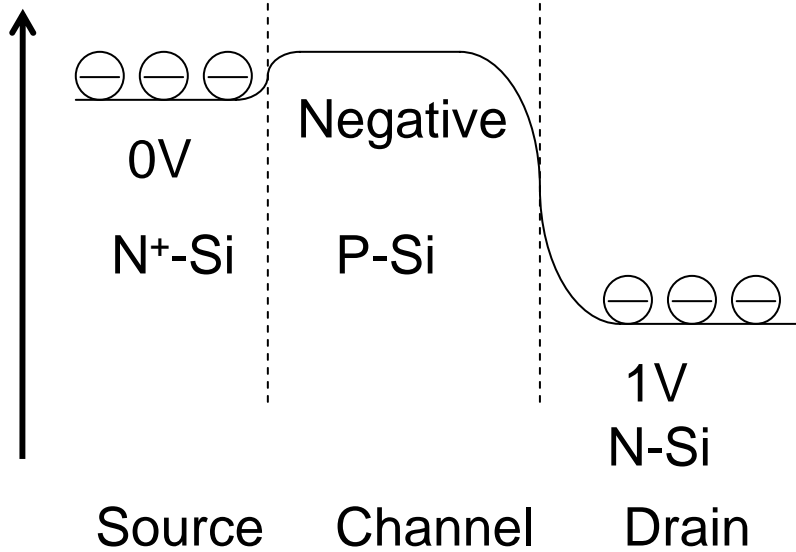 Negative
0V
N⁺-Si
P-Si
1V
N-Si
Source
Channel
Drain